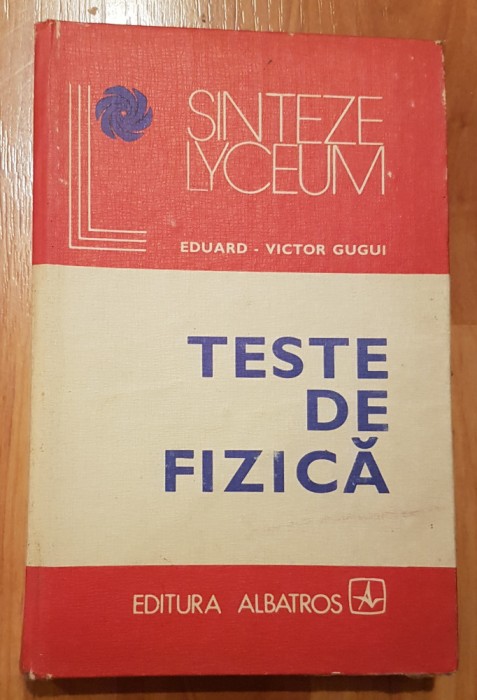 SINTEZE
LYCEUM
EDUARD - VICTOR GUGUI
TESTE
DE
FIZICĂ
EDITURA ALBATROS